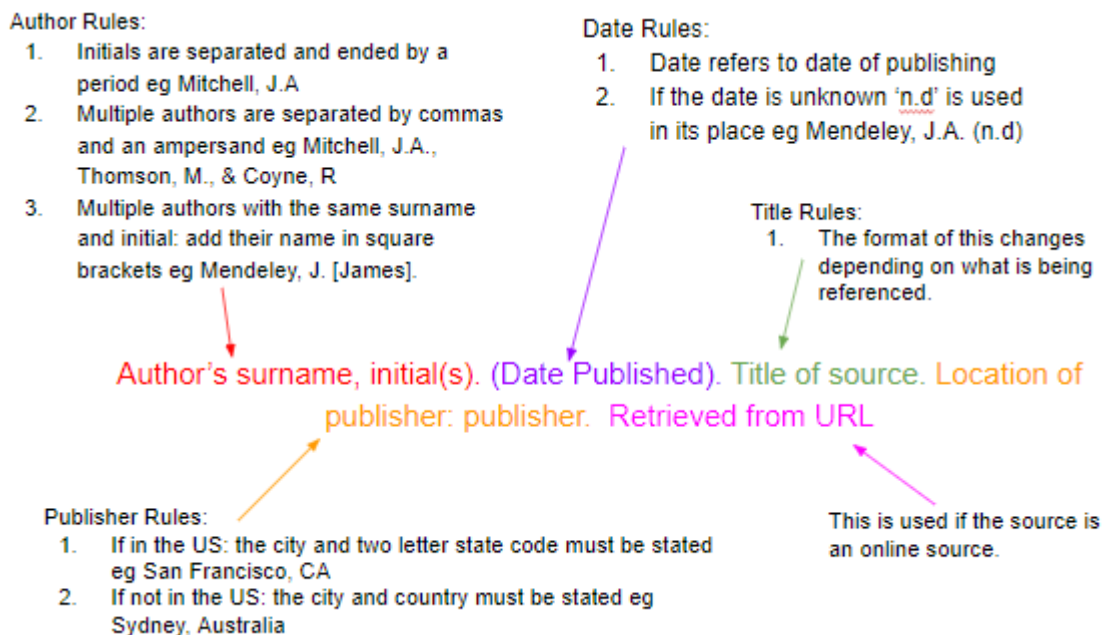 Author Rules:
1. Initials are separated and ended by a
period eg Mitchell, J.A
2. Multiple authors are separated by commas
and an ampersand eg Mitchell, J.A.,
Thomson, M., & Coyne, R
3. Multiple authors with the same surname
and initial: add their name in square
brackets eg Mendeley, J. [James].
Date Rules:
1. Date refers to date of publishing
2. If the date is unknown ‘n.d’ is used
in its place eg Mendeley, J.A. (n.d)
Title Rules:
1. The format of this changes
depending on what is being
referenced.
Author’s surname, initial(s). (Date Published). Title of source. Location of
publisher: publisher. Retrieved from URL
Publisher Rules:
1. If in the US: the city and two letter state code must be stated
eg San Francisco, CA
2. If not in the US: the city and country must be stated eg
Sydney, Australia
This is used if the source is
an online source.